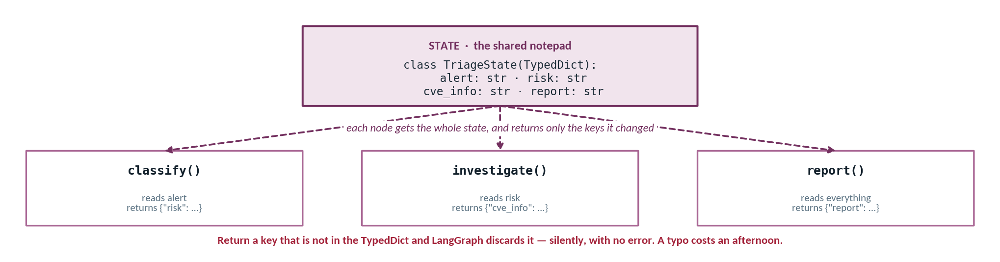 STATE · the shared notepad
class TriageState(TypedDict):
alert: str · risk: str
cve_info: str · report: str
each node gets the whole state, and returns only the keys it changed
classify()
reads alert
returns {"risk": ...}
investigate()
reads risk
returns {"cve_info": ...}
report()
reads everything
returns {"report": ...}
Return a key that is not in the TypedDict and LangGraph discards it — silently, with no error. A typo costs an afternoon.